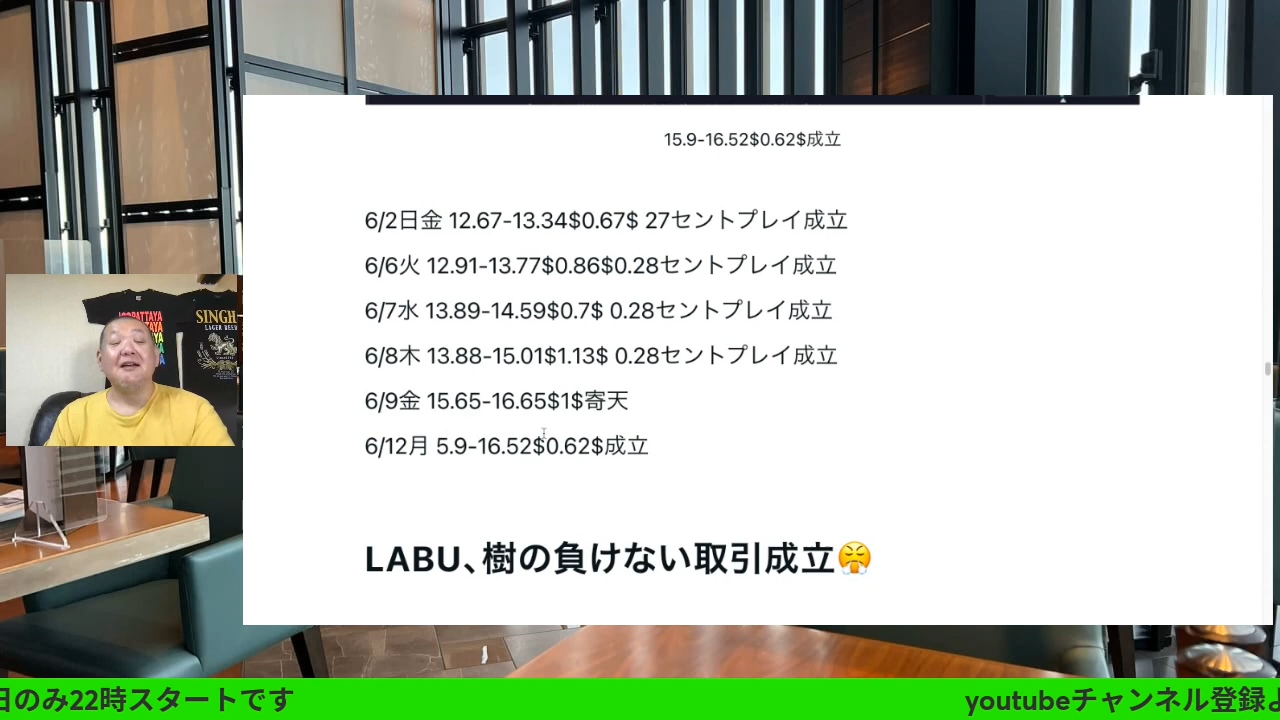 15.9-16.52$0.62$成立
6/2日金 12.67-13.34$0.67$ 27セントプレイ成立
6/6火 12.91-13.77$0.86$0.28セントプレイ成立
6/7水 13.89-14.59$0.7$ 0.28セントプレイ成立
6/8木 13.88-15.01$1.13$ 0.28セントプレイ成立
6/9金 15.65-16.65$1$寄天
6/12月 5.9-16.52$0.62$成立
LABU、樹の負けない取引成立😤
SINGH
LAGER BEER
日のみ22時スタートです
youtubeチャンネル登録よ